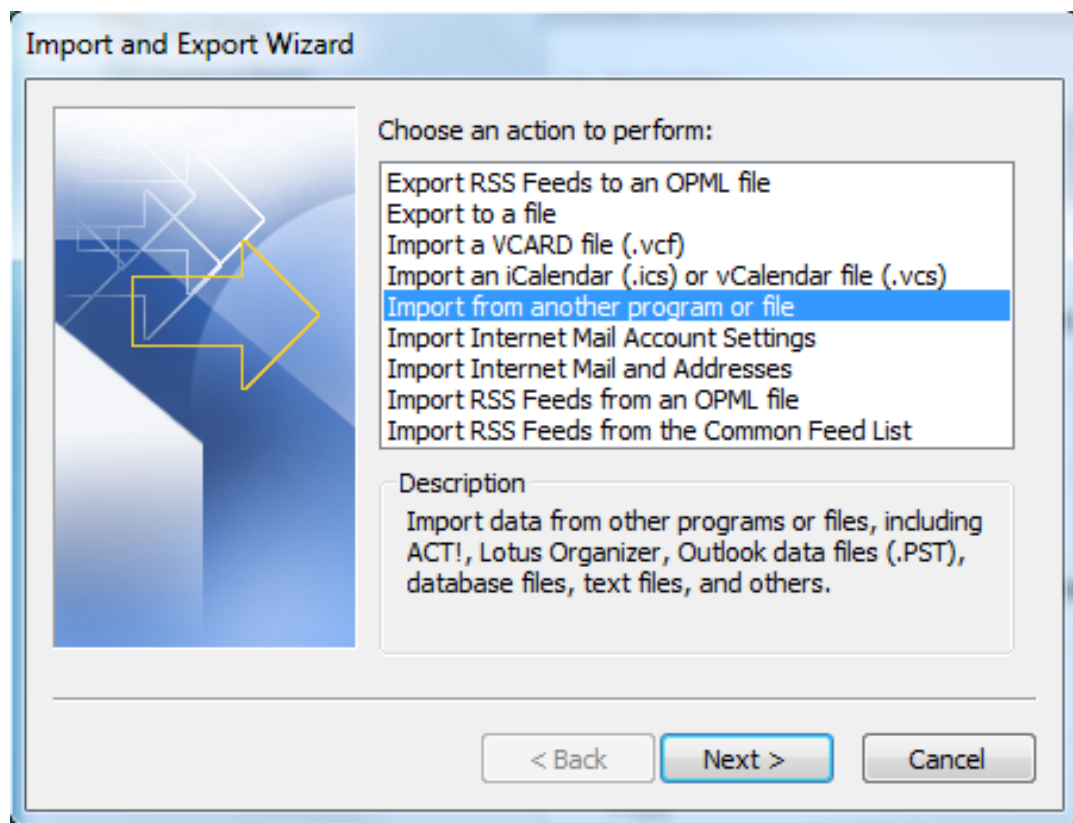 Import and Export Wizard
Choose an action to perform:
Export RSS Feeds to an OPML file
Export to a file
Import a VCARD file (.vcf)
Import an iCalendar (.ics) or vCalendar file (.vcs)
Import from another program or file
Import Internet Mail Account Settings
Import Internet Mail and Addresses
Import RSS Feeds from an OPML file
Import RSS Feeds from the Common Feed List
Description
Import data from other programs or files, including
ACT!, Lotus Organizer, Outlook data files (.PST),
database files, text files, and others.
< Back Next > Cancel